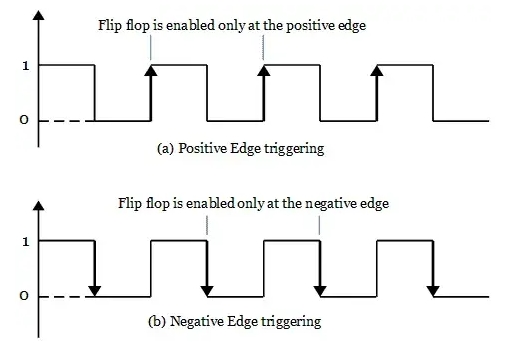 Flip flop is enabled only at the positive edge
1
0
(a) Positive Edge triggering
Flip flop is enabled only at the negative edge
1
0
(b) Negative Edge triggering